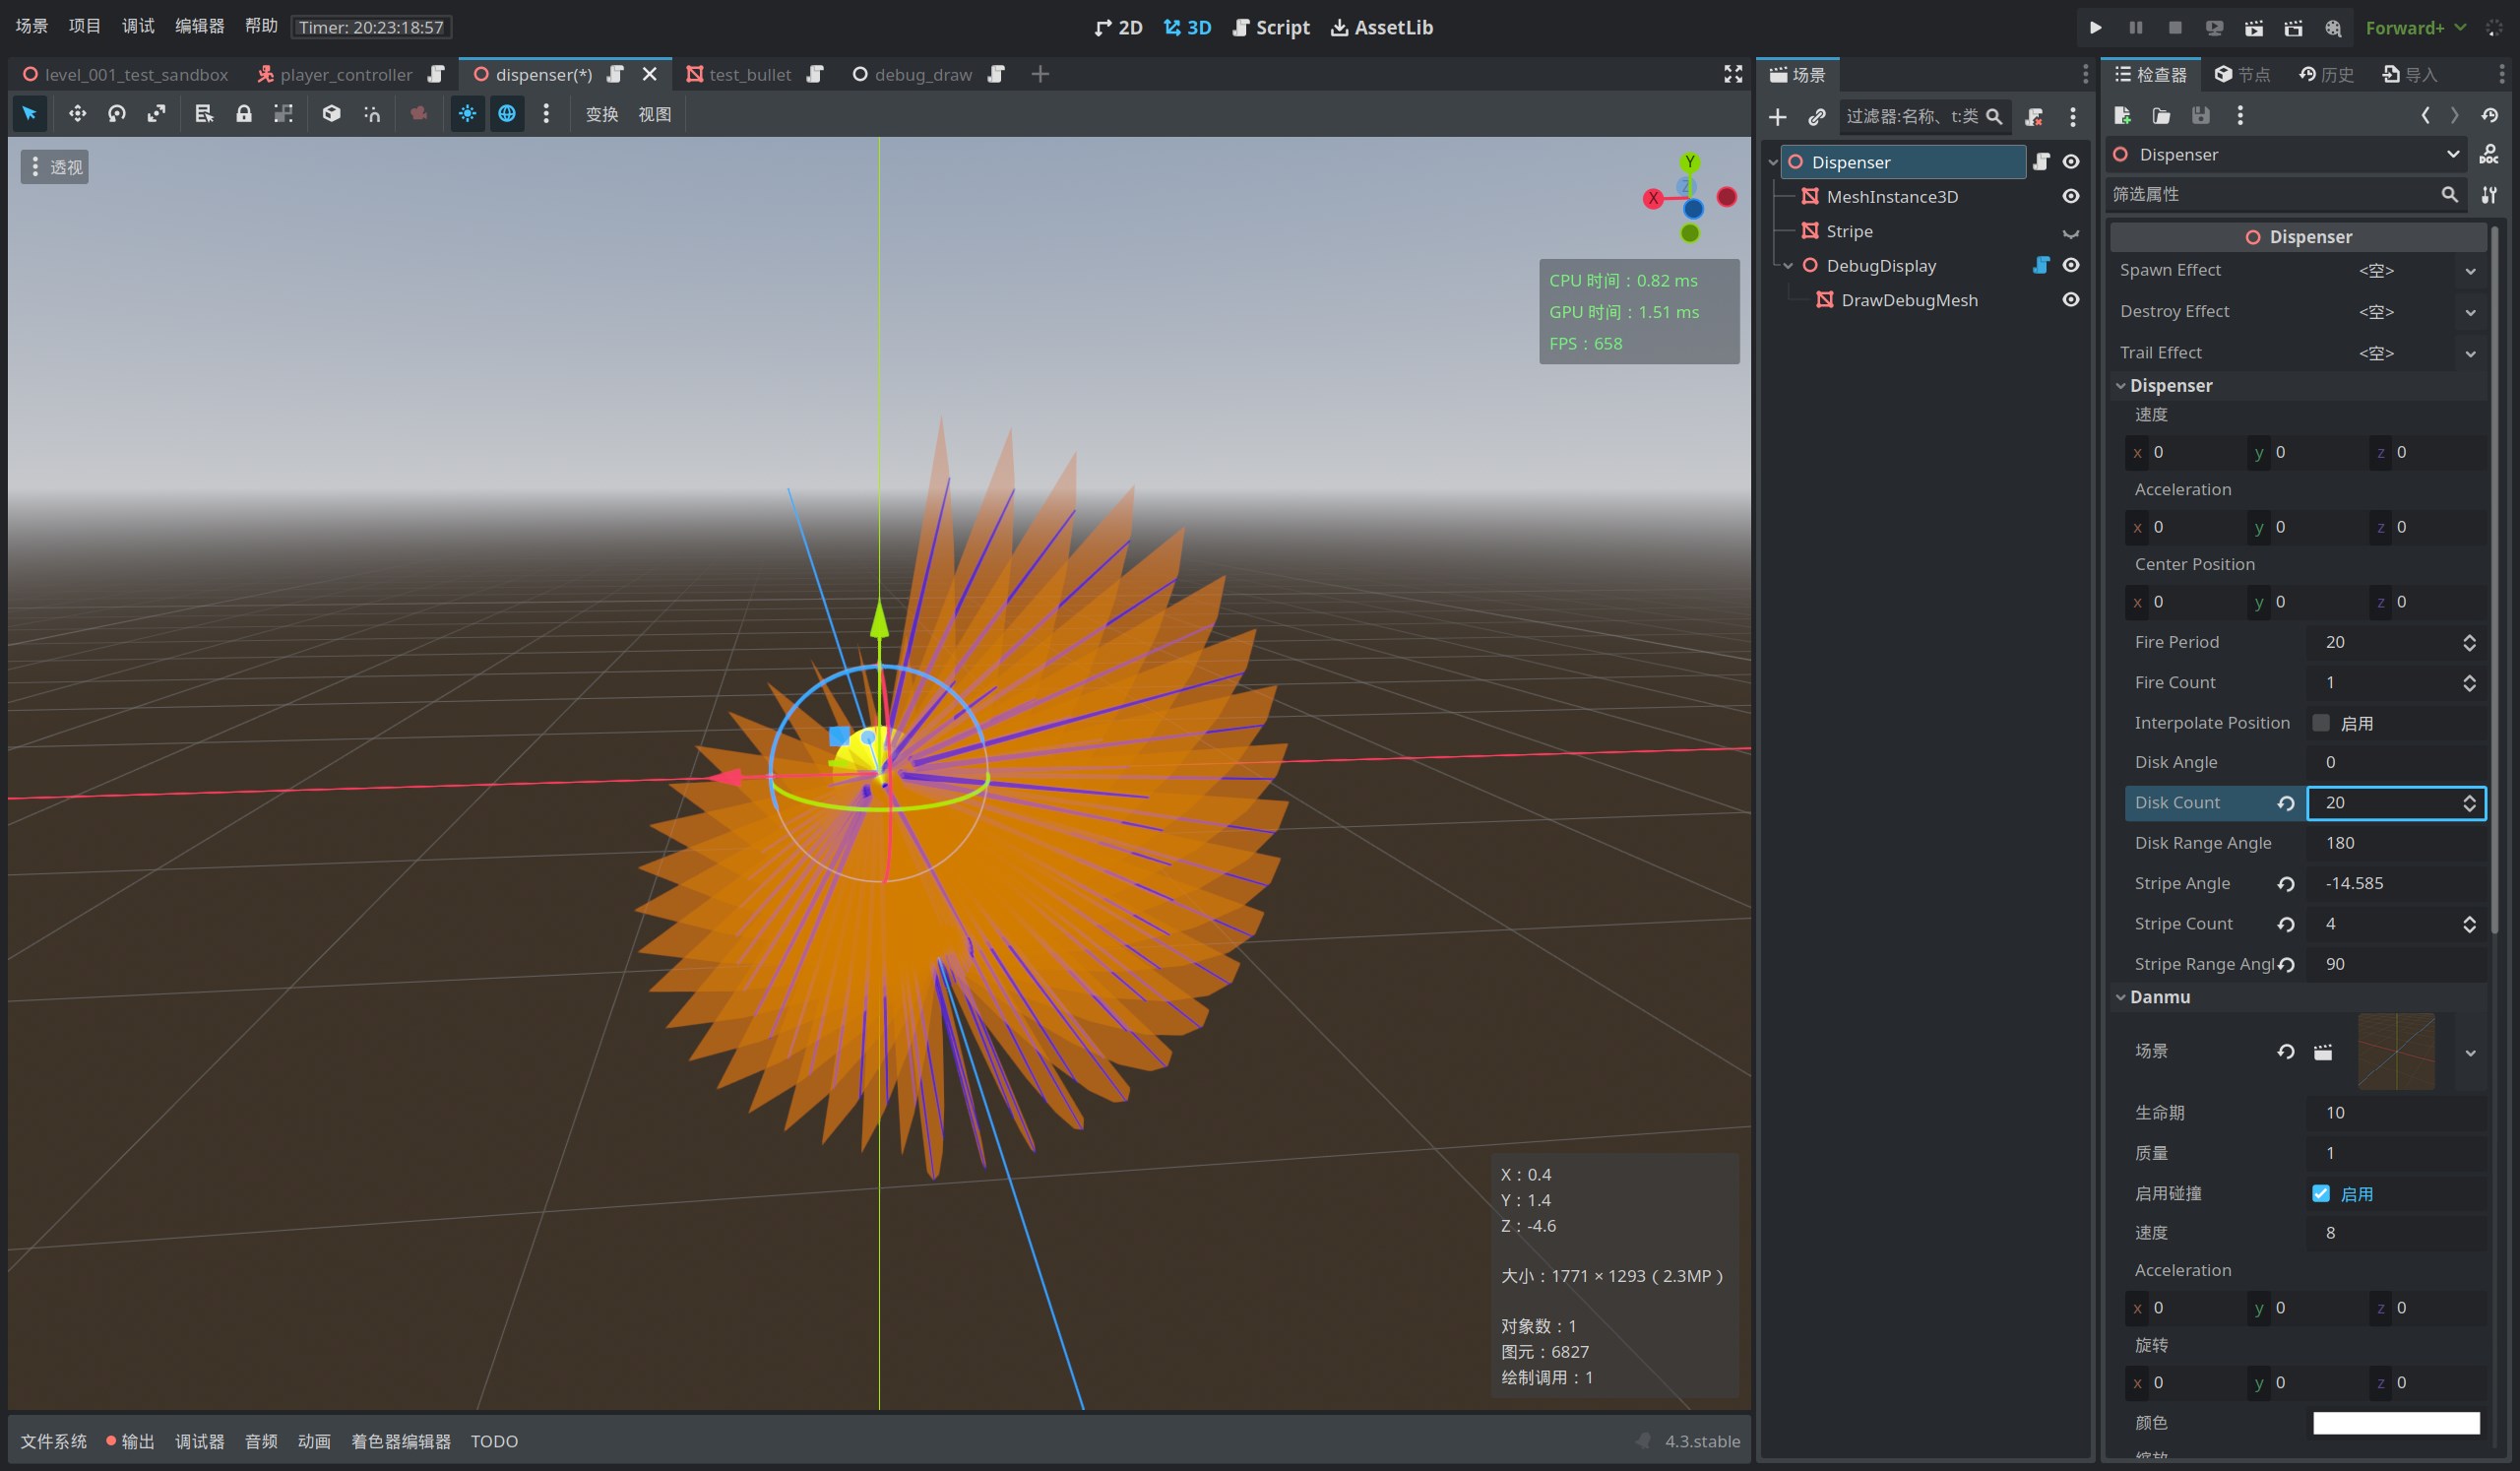 场景 项目 调试 编辑器 帮助 Timer: 20:23:18:57 2D 3D Script AssetLib Forward+
level_001_test_sandbox player_controller dispenser(*) test_bullet debug_draw
变换 视图
透视
Y
Z
X
CPU 时间：0.82 ms
GPU 时间：1.51 ms
FPS：658
X：0.4
Y：1.4
Z：-4.6
大小：1771 × 1293（2.3MP）
对象数：1
图元：6827
绘制调用：1
文件系统 输出 调试器 音频 动画 着色器编辑器 TODO 4.3.stable
场景
过滤器:名称、t:类
Dispenser
MeshInstance3D
Stripe
DebugDisplay
DrawDebugMesh
检查器 节点 历史 导入
Dispenser DOC
筛选属性
Dispenser
Spawn Effect <空>
Destroy Effect <空>
Trail Effect <空>
Dispenser
速度
x 0 y 0 z 0
Acceleration
x 0 y 0 z 0
Center Position
x 0 y 0 z 0
Fire Period 20
Fire Count 1
Interpolate Position 启用
Disk Angle 0
Disk Count 20
Disk Range Angle 180
Stripe Angle -14.585
Stripe Count 4
Stripe Range Angl 90
Danmu
场景
生命期 10
质量 1
启用碰撞 启用
速度 8
Acceleration
x 0 y 0 z 0
旋转
x 0 y 0 z 0
颜色